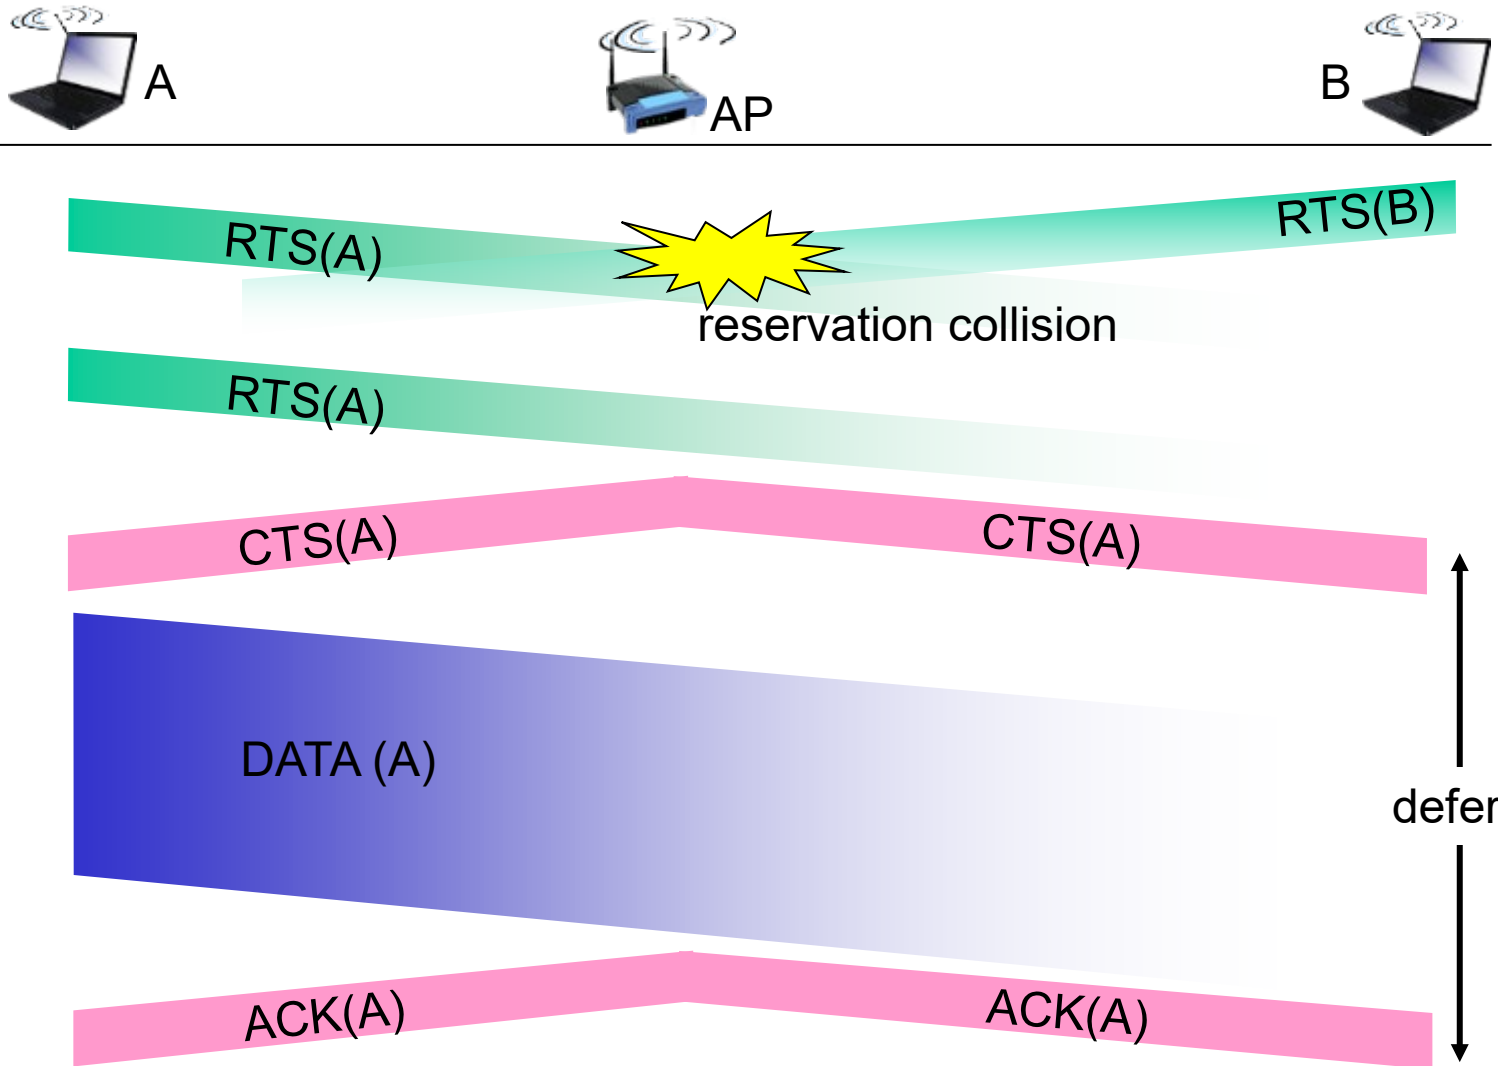 A
AP
B
RTS(A)
RTS(B)
reservation collision
RTS(A)
CTS(A)
CTS(A)
DATA (A)
defer
ACK(A)
ACK(A)